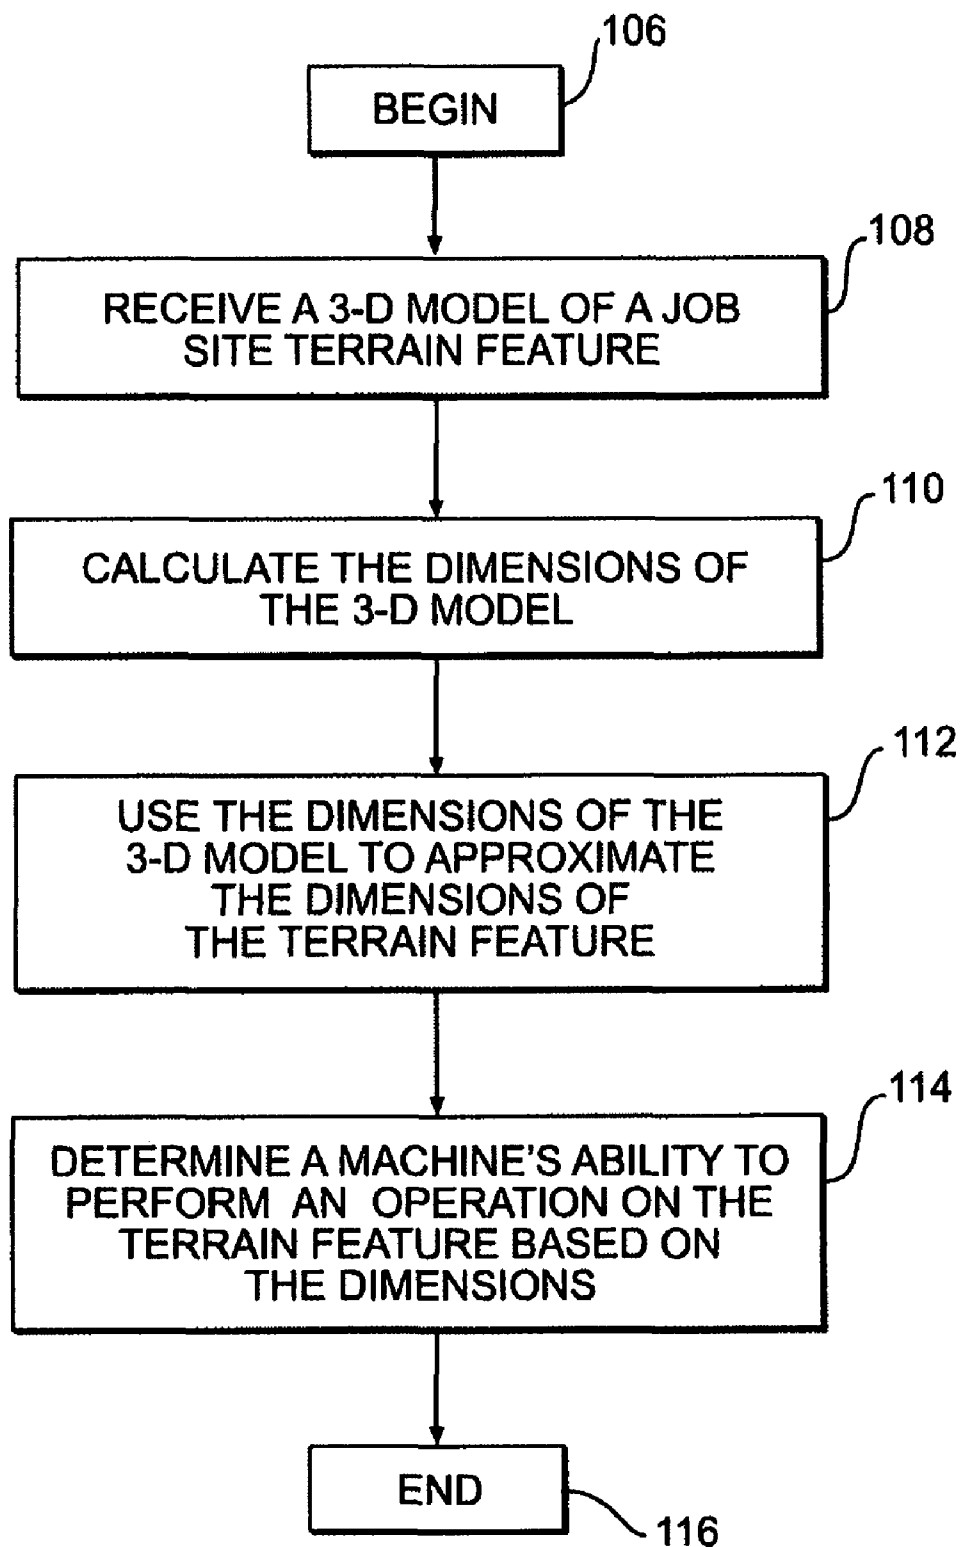 106
BEGIN
108
RECEIVE A 3-D MODEL OF A JOB
SITE TERRAIN FEATURE
110
CALCULATE THE DIMENSIONS OF
THE 3-D MODEL
112
USE THE DIMENSIONS OF THE
3-D MODEL TO APPROXIMATE
THE DIMENSIONS OF
THE TERRAIN FEATURE
114
DETERMINE A MACHINE'S ABILITY TO
PERFORM AN OPERATION ON THE
TERRAIN FEATURE BASED ON
THE DIMENSIONS
END
116